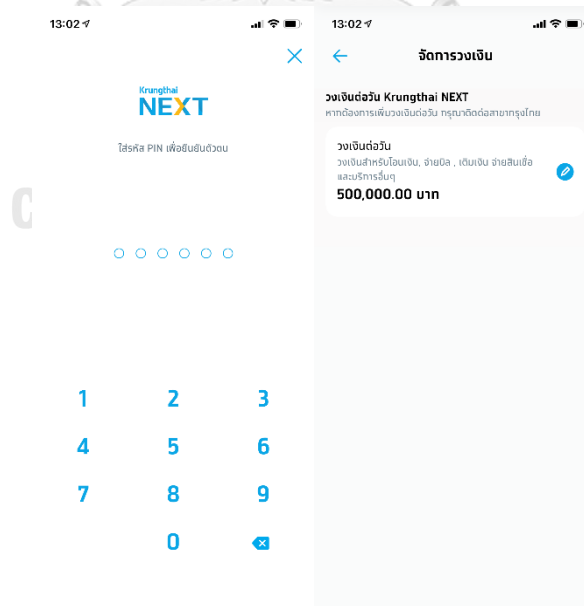 13:02
Krungthai
NEXT
ใส่รหัส PIN เพื่อยืนยันตัวตน
1 2 3
4 5 6
7 8 9
0
13:02
จัดการวงเงิน
วงเงินต่อวัน Krungthai NEXT
หากต้องการเพิ่มวงเงินต่อวัน กรุณาติดต่อสาขากรุงไทย
วงเงินต่อวัน
วงเงินสำหรับโอนเงิน, จ่ายบิล , เติมเงิน จ่ายสินเชื่อ
และบริการอื่นๆ
500,000.00 บาท